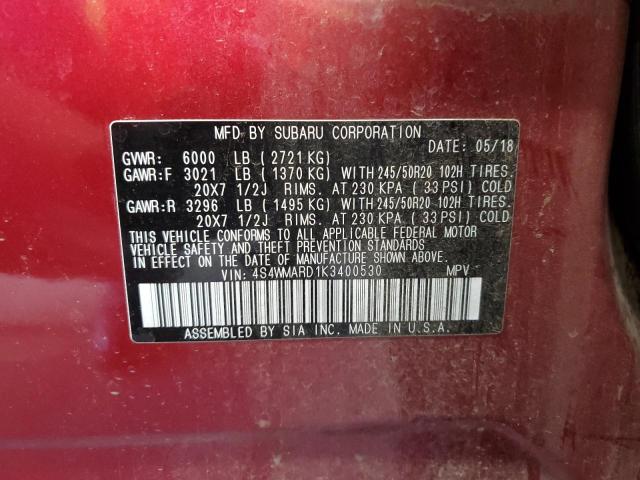 MFD BY SUBARU CORPORATION
DATE: 05/18
GVWR: 6000 LB (2721 KG)
GAWR:F 3021 LB (1370 KG) WITH 245/50R20 102H TIRES.
20X7 1/2J RIMS. AT 230 KPA (33 PSI) COLD
GAWR:R 3296 LB (1495 KG) WITH 245/50R20 102H TIRES.
20X7 1/2J RIMS. AT 230 KPA (33 PSI) COLD
THIS VEHICLE CONFORMS TO ALL APPLICABLE FEDERAL MOTOR
VEHICLE SAFETY AND THEFT PREVENTION STANDARDS IN
EFFECT ON THE DATE OF MANUFACTURE SHOWN ABOVE.
VIN: 4S4WMARD1K3400530 MPV
ASSEMBLED BY SIA INC. MADE IN U.S.A.